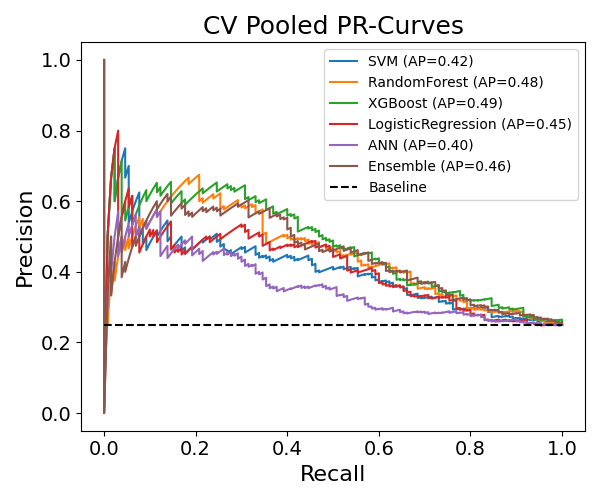 CV Pooled PR-Curves
SVM (AP=0.42)
RandomForest (AP=0.48)
XGBoost (AP=0.49)
LogisticRegression (AP=0.45)
ANN (AP=0.40)
Ensemble (AP=0.46)
Baseline
Precision
1.0
0.8
0.6
0.4
0.2
0.0
0.0 0.2 0.4 0.6 0.8 1.0
Recall